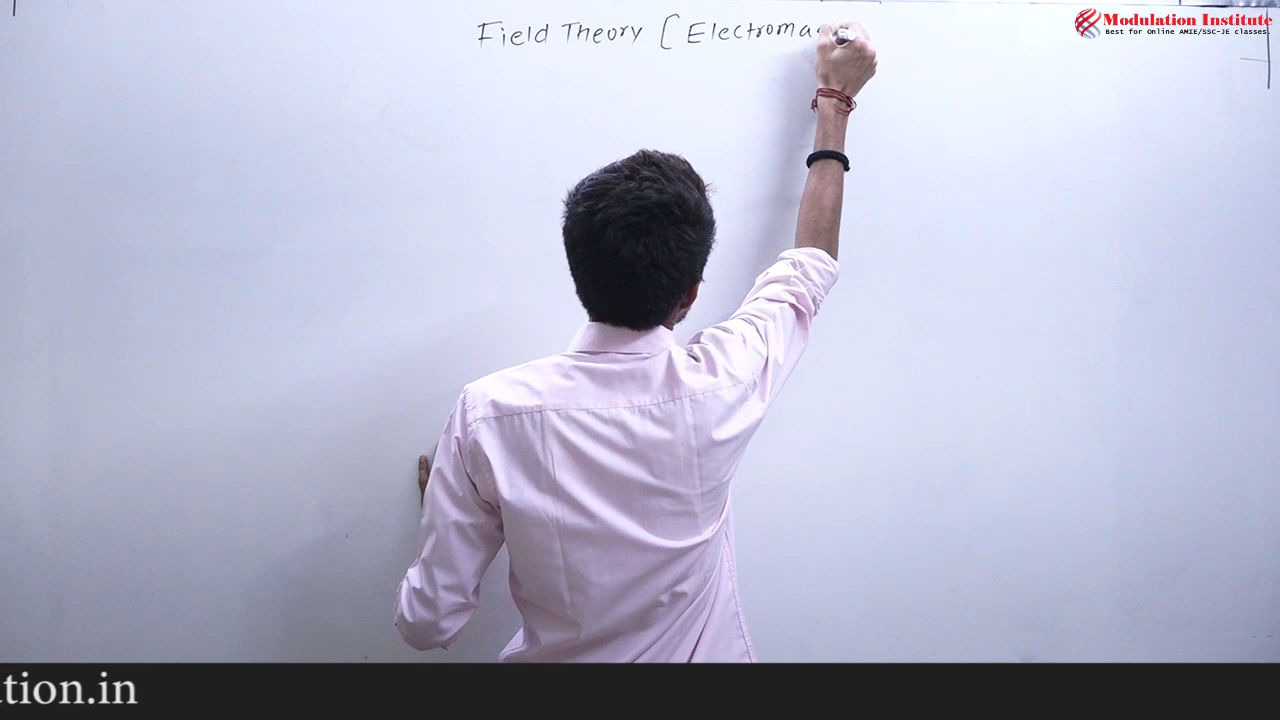 Field Theory [ Electroma
Modulation Institute
Best for Online AMIE/SSC-JE classes.
tion.in